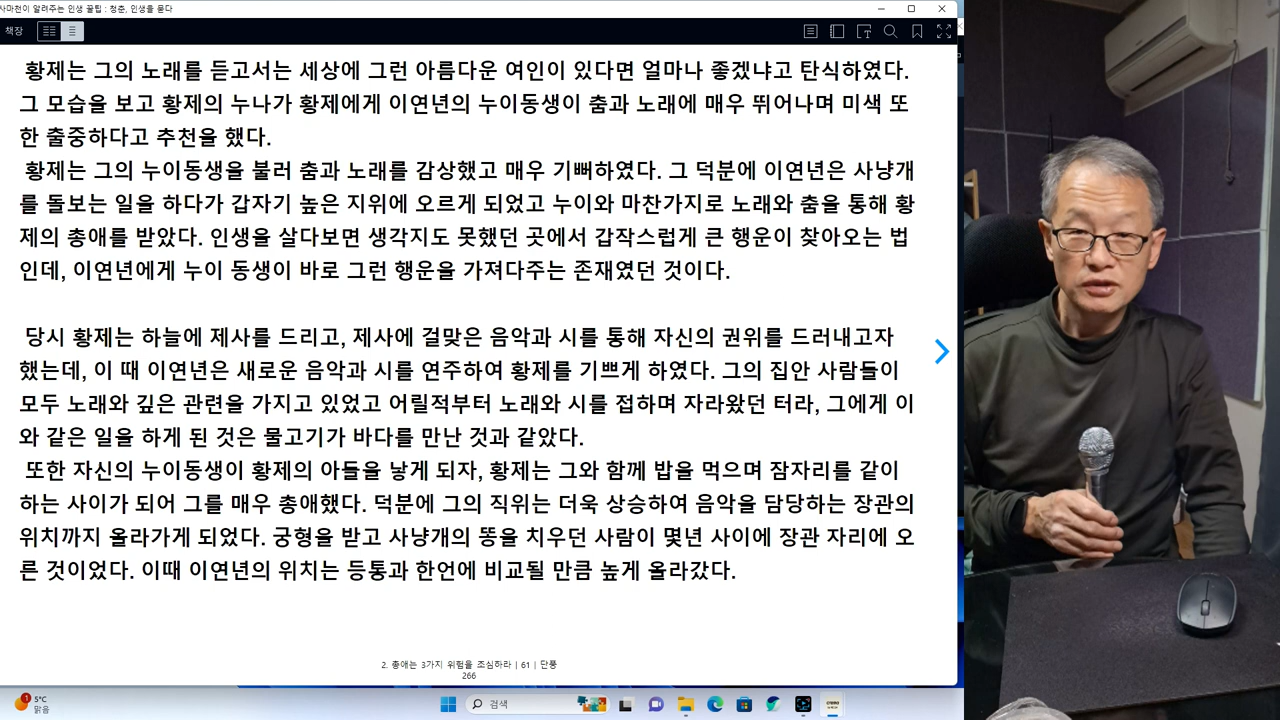 사마천이 알려주는 인생 꿀팁 : 청춘, 인생을 묻다
책장
황제는 그의 노래를 듣고서는 세상에 그런 아름다운 여인이 있다면 얼마나 좋겠냐고 탄식하였다.
그 모습을 보고 황제의 누나가 황제에게 이연년의 누이동생이 춤과 노래에 매우 뛰어나며 미색 또
한 출중하다고 추천을 했다.
황제는 그의 누이동생을 불러 춤과 노래를 감상했고 매우 기뻐하였다. 그 덕분에 이연년은 사냥개
를 돌보는 일을 하다가 갑자기 높은 지위에 오르게 되었고 누이와 마찬가지로 노래와 춤을 통해 황
제의 총애를 받았다. 인생을 살다보면 생각지도 못했던 곳에서 갑작스럽게 큰 행운이 찾아오는 법
인데, 이연년에게 누이 동생이 바로 그런 행운을 가져다주는 존재였던 것이다.
당시 황제는 하늘에 제사를 드리고, 제사에 걸맞은 음악과 시를 통해 자신의 권위를 드러내고자
했는데, 이 때 이연년은 새로운 음악과 시를 연주하여 황제를 기쁘게 하였다. 그의 집안 사람들이
모두 노래와 깊은 관련을 가지고 있었고 어릴적부터 노래와 시를 접하며 자라왔던 터라, 그에게 이
와 같은 일을 하게 된 것은 물고기가 바다를 만난 것과 같았다.
또한 자신의 누이동생이 황제의 아들을 낳게 되자, 황제는 그와 함께 밥을 먹으며 잠자리를 같이
하는 사이가 되어 그를 매우 총애했다. 덕분에 그의 직위는 더욱 상승하여 음악을 담당하는 장관의
위치까지 올라가게 되었다. 궁형을 받고 사냥개의 똥을 치우던 사람이 몇년 사이에 장관 자리에 오
른 것이었다. 이때 이연년의 위치는 등통과 한언에 비교될 만큼 높게 올라갔다.
2. 총애는 3가지 위험을 조심하라 | 61 | 단풍
266
1
5°C
맑음
검색